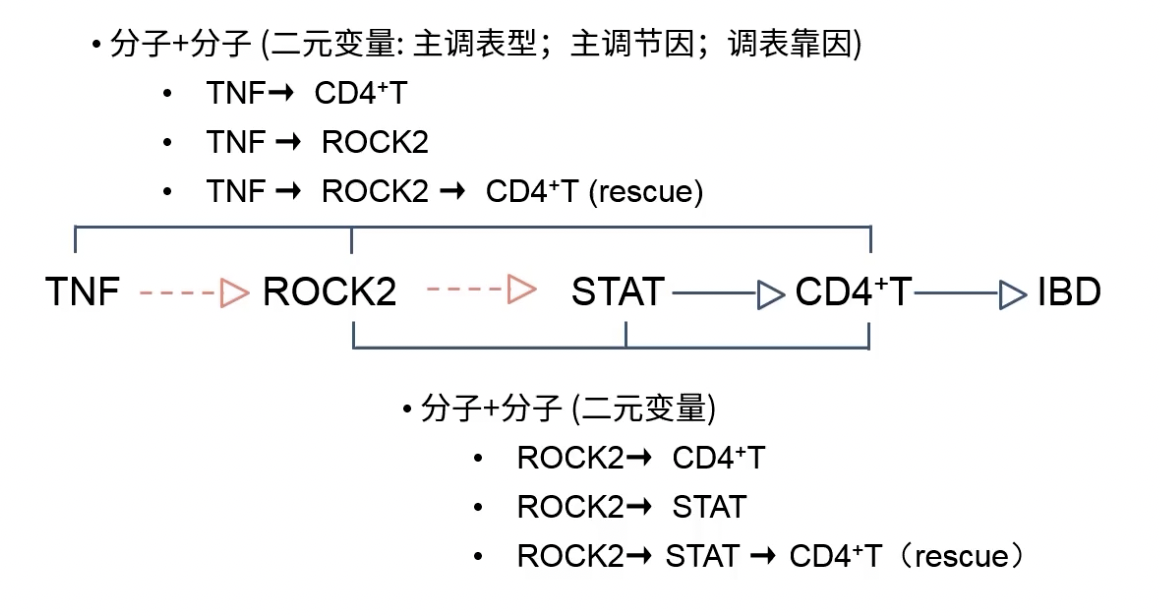 • 分子+分子 (二元变量: 主调表型；主调节因；调表靠因)
• TNF→ CD4⁺T
• TNF → ROCK2
• TNF → ROCK2 → CD4⁺T (rescue)
TNF ROCK2 STAT CD4⁺T IBD
• 分子+分子 (二元变量)
• ROCK2→ CD4⁺T
• ROCK2→ STAT
• ROCK2→ STAT → CD4⁺T（rescue）